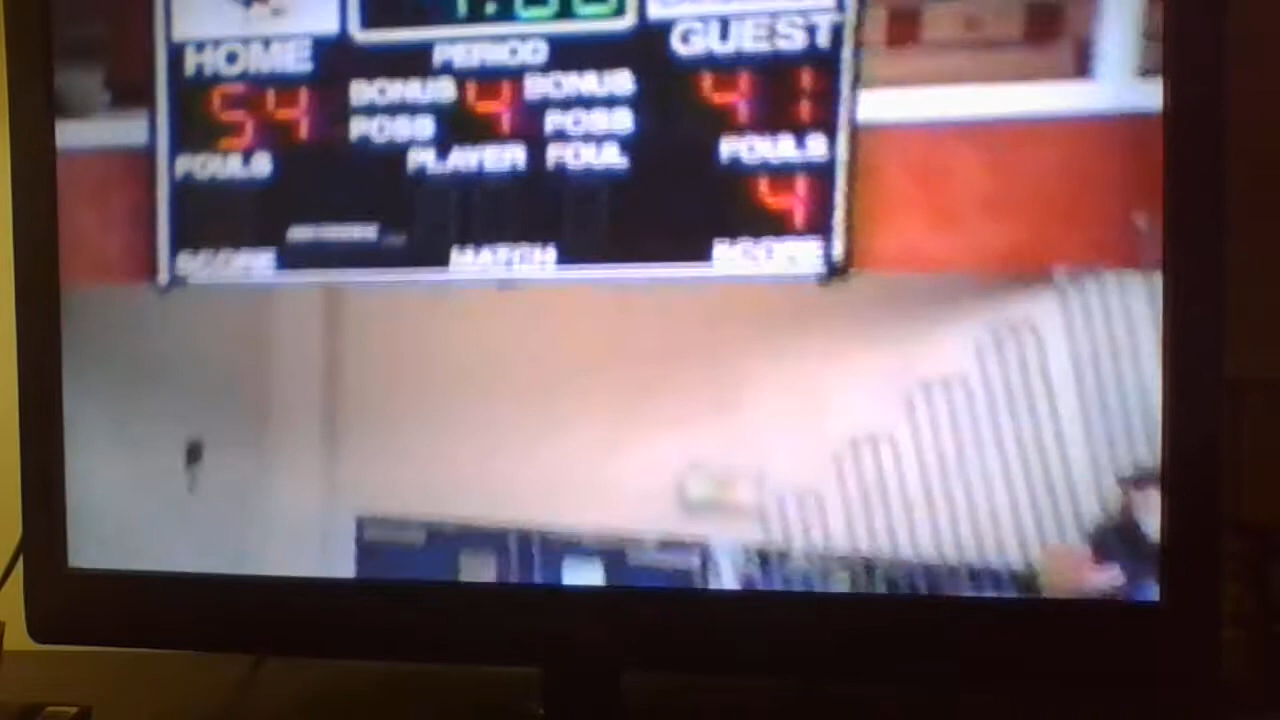 HOME PERIOD GUEST
54 BONUS 4 BONUS 41
POSS POSS
FOULS PLAYER FOUL FOULS
4
SCORE MATCH SCORE